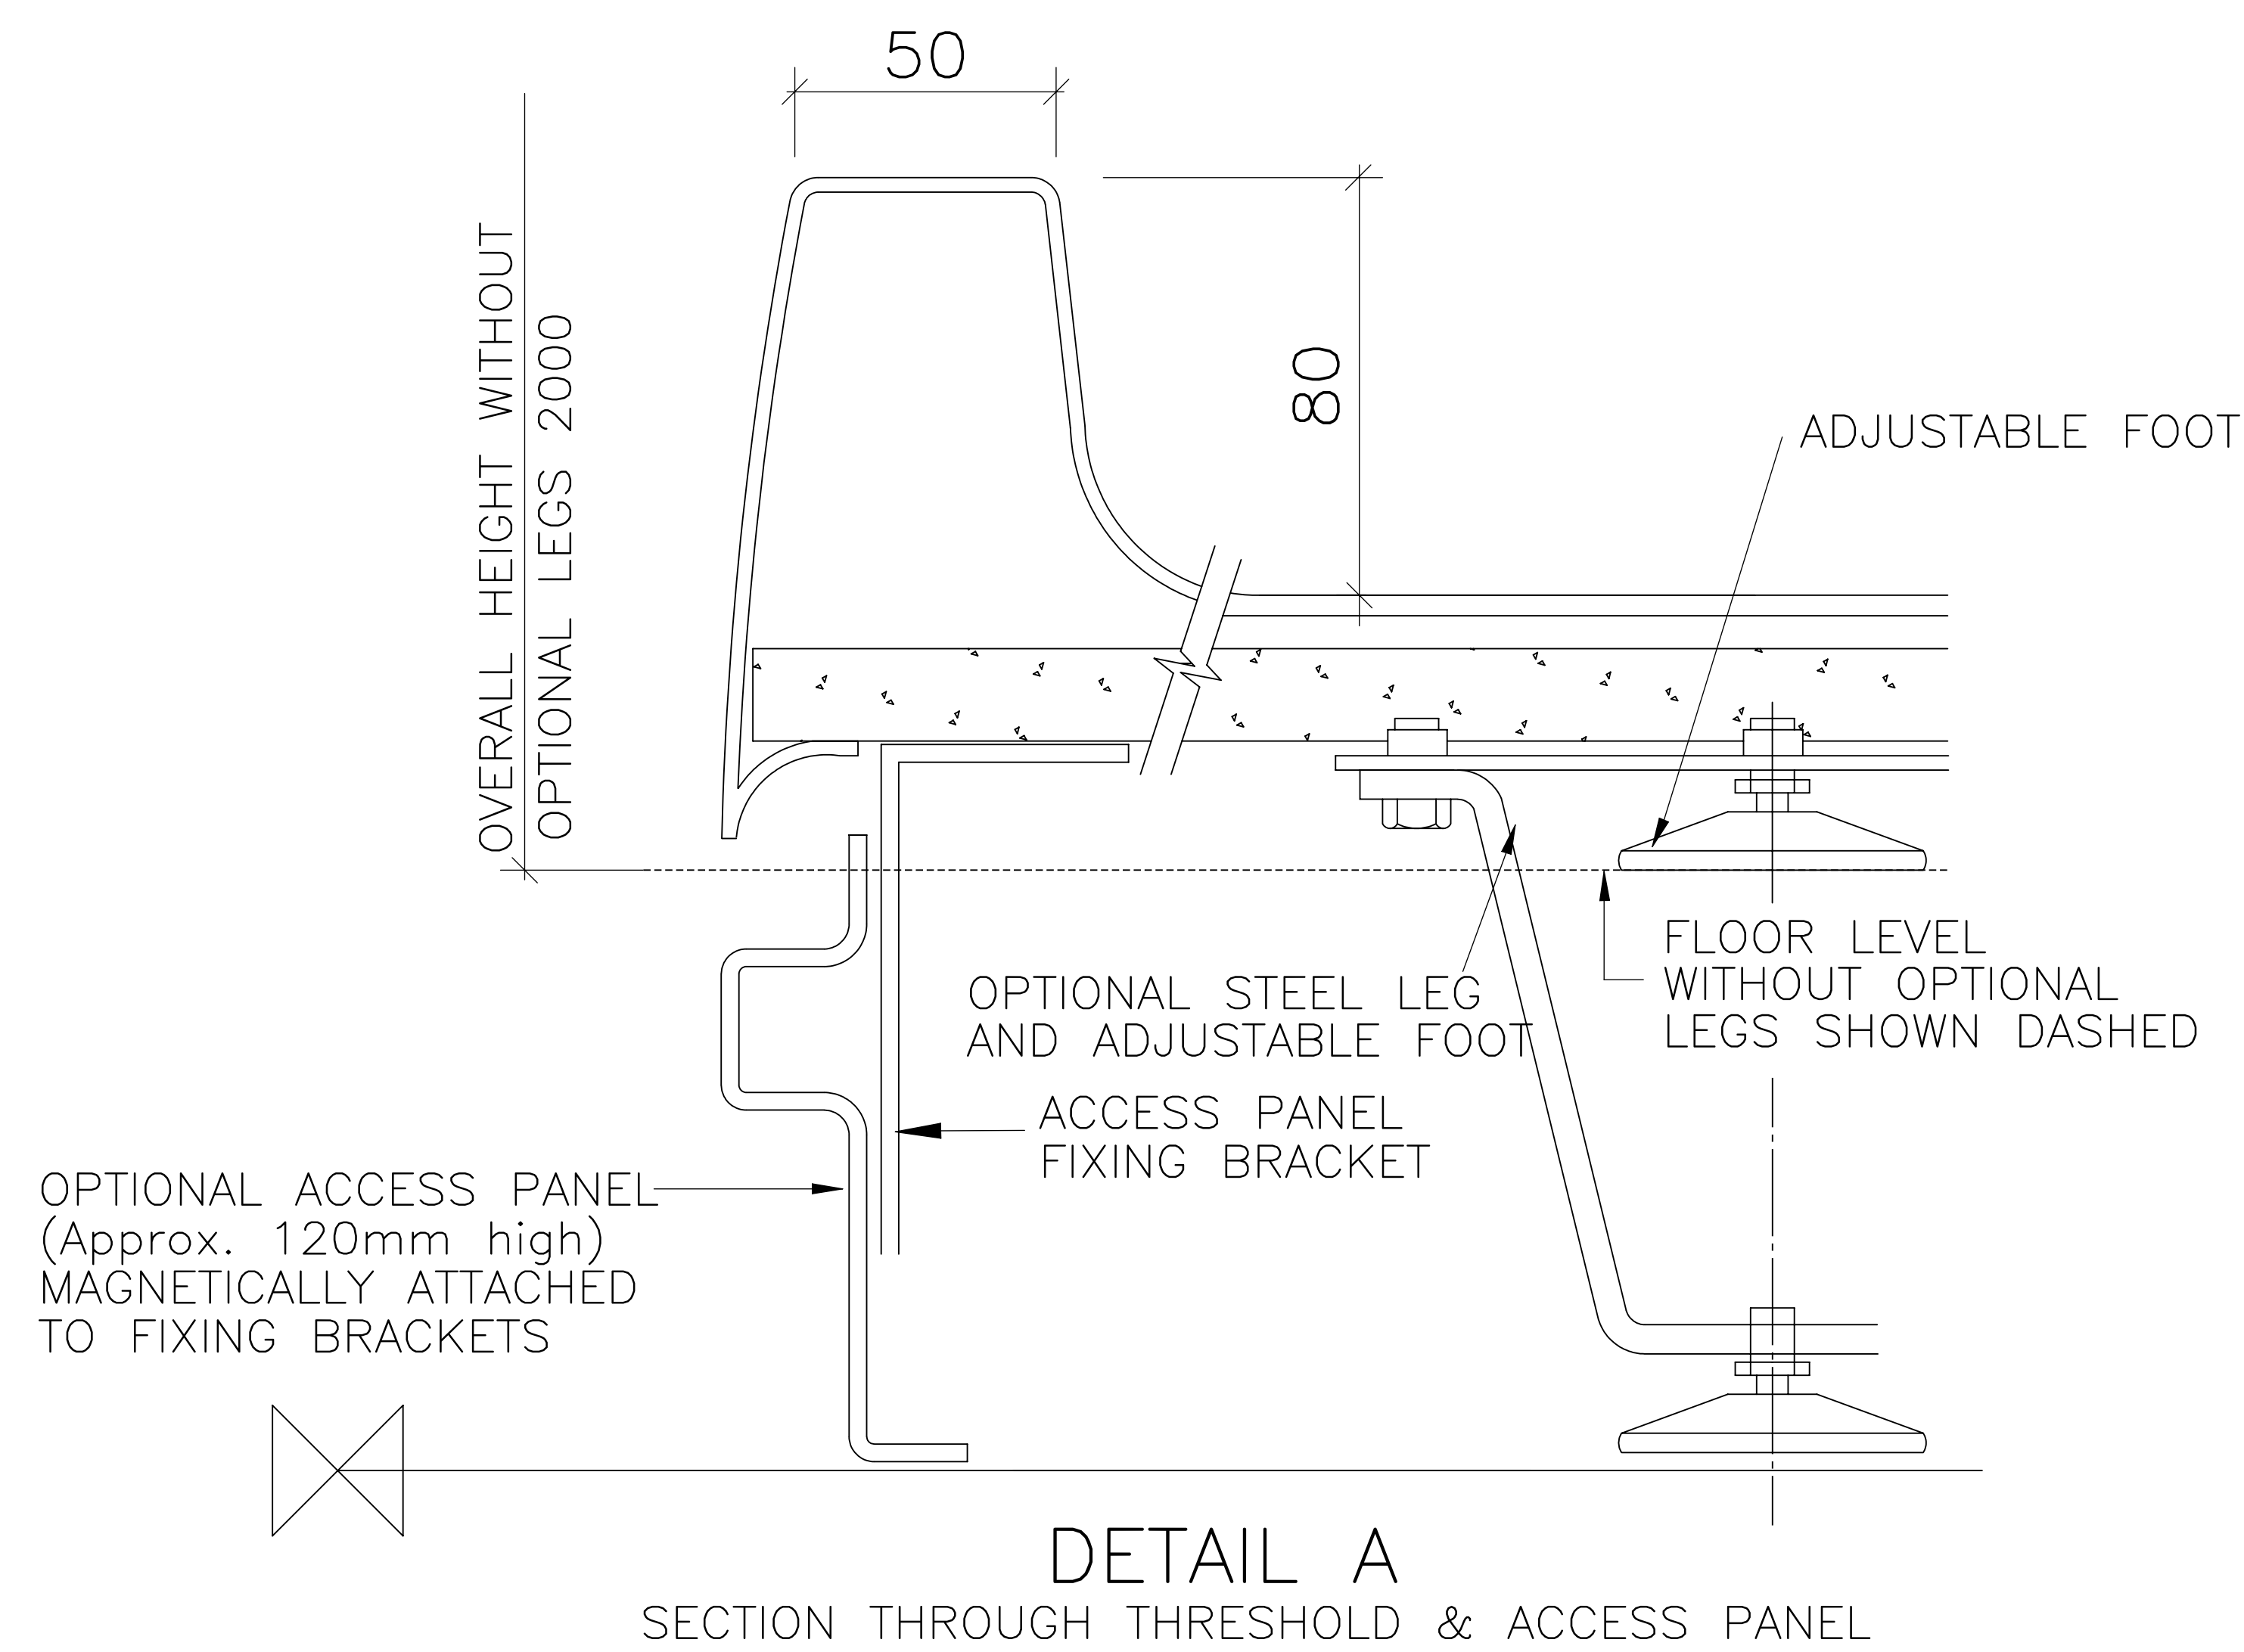 50
80
OVERALL HEIGHT WITHOUT
OPTIONAL LEGS 2000
ADJUSTABLE FOOT
FLOOR LEVEL
WITHOUT OPTIONAL
LEGS SHOWN DASHED
OPTIONAL STEEL LEG
AND ADJUSTABLE FOOT
ACCESS PANEL
FIXING BRACKET
OPTIONAL ACCESS PANEL
(Approx. 120mm high)
MAGNETICALLY ATTACHED
TO FIXING BRACKETS
DETAIL A
SECTION THROUGH THRESHOLD & ACCESS PANEL